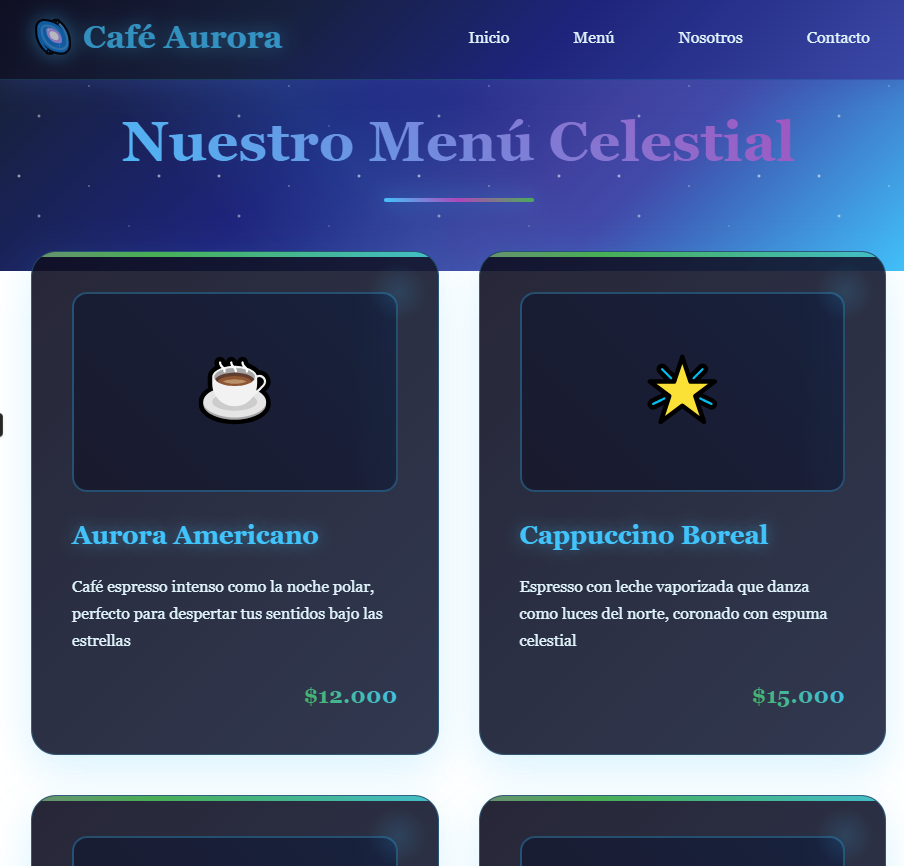 Café Aurora
Inicio
Menú
Nosotros
Contacto
Nuestro Menú Celestial
Aurora Americano
Café espresso intenso como la noche polar,
perfecto para despertar tus sentidos bajo las
estrellas
$12.000
Cappuccino Boreal
Espresso con leche vaporizada que danza
como luces del norte, coronado con espuma
celestial
$15.000